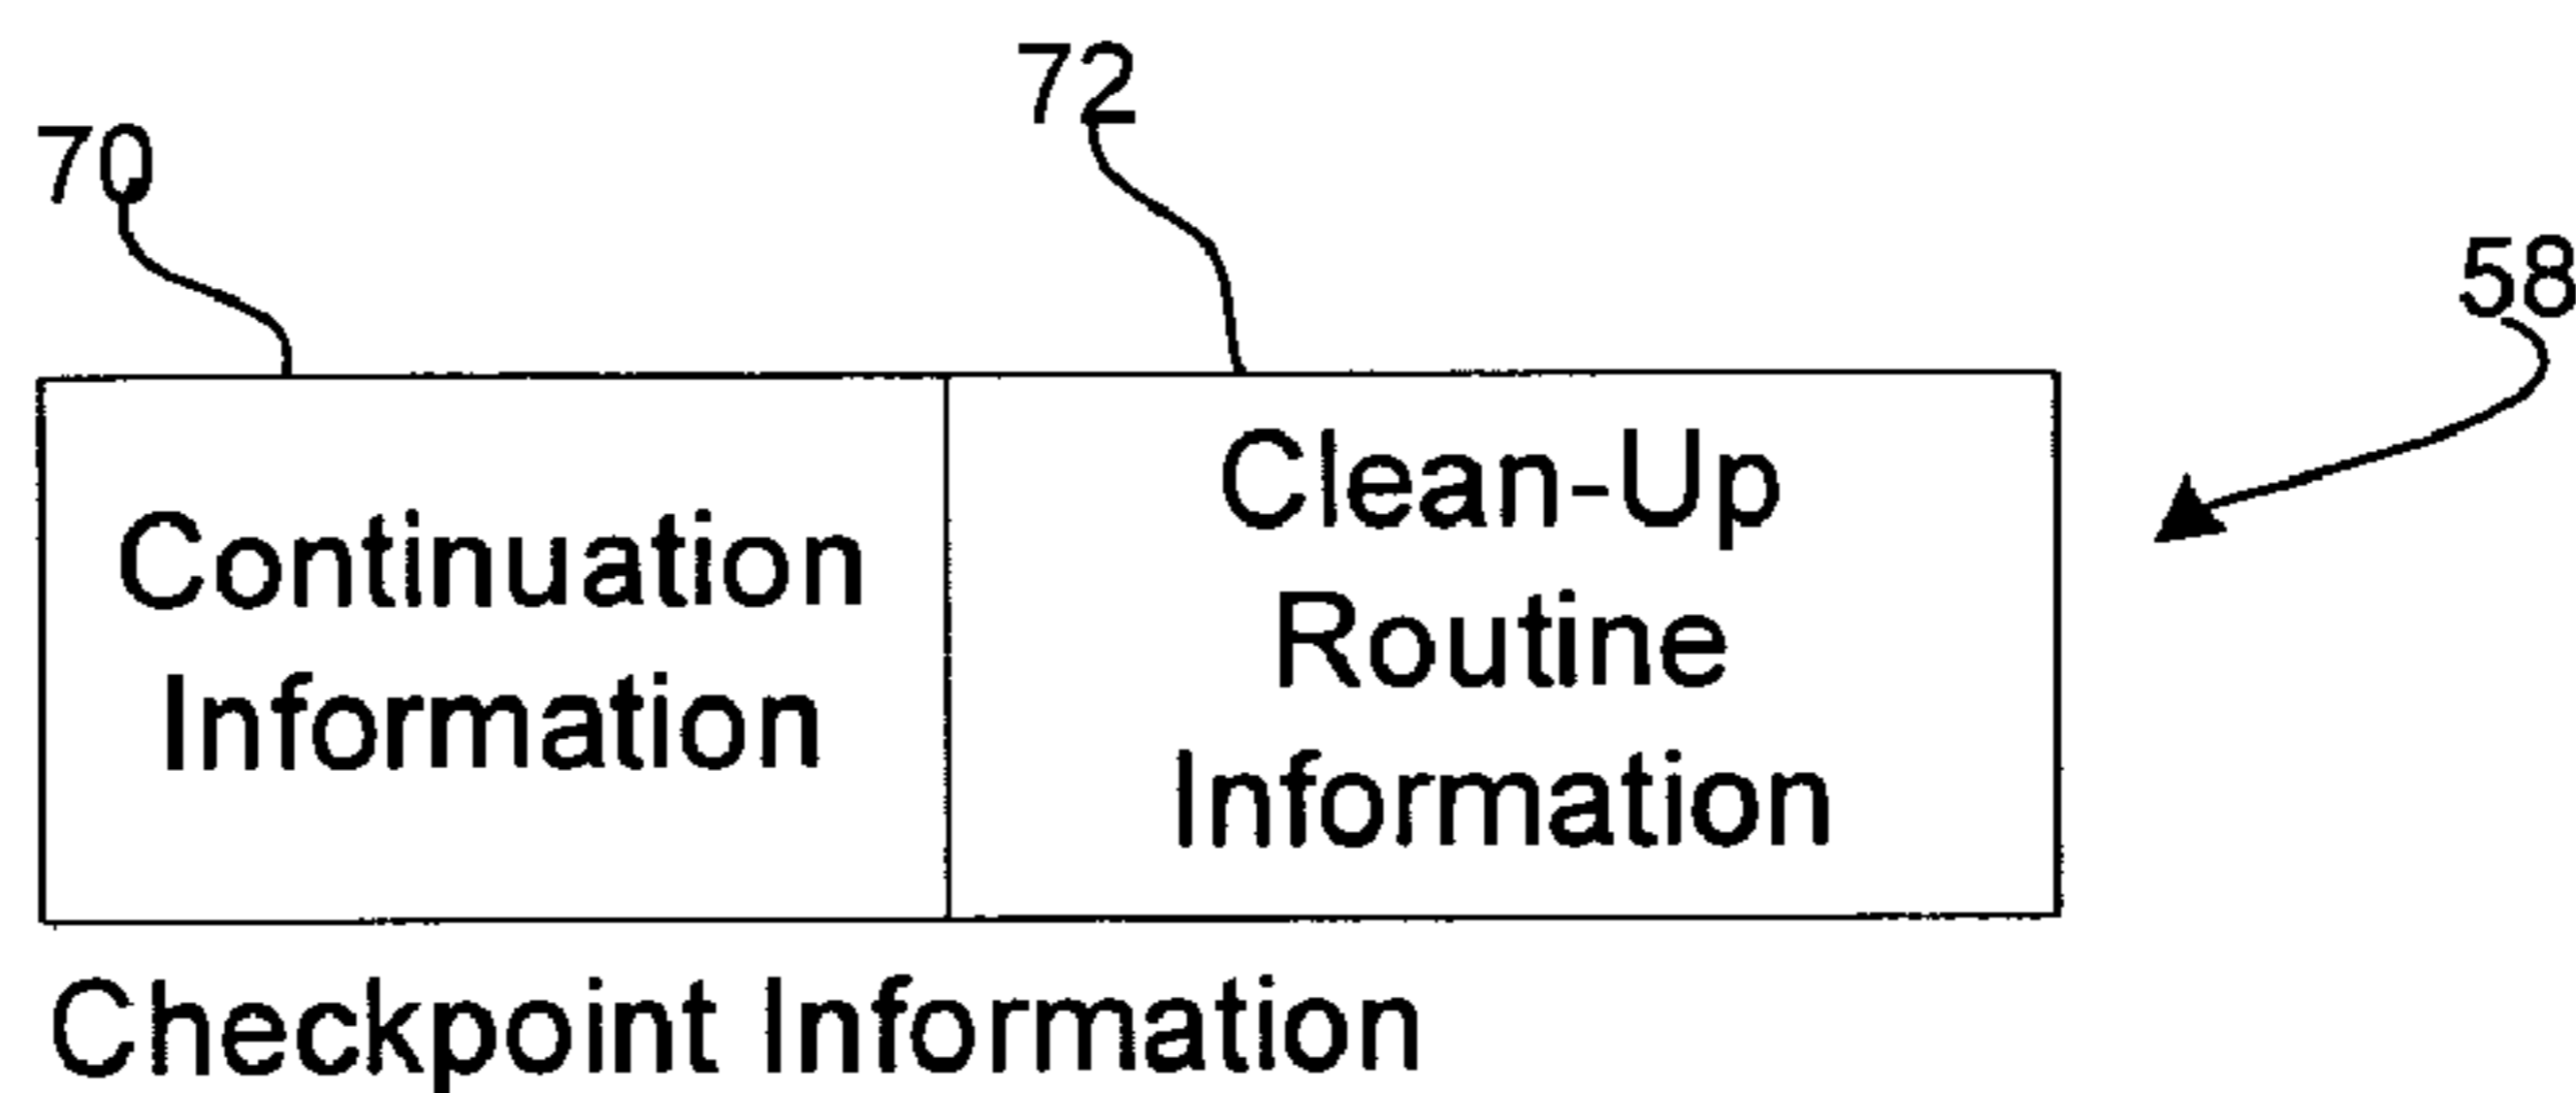 72
70
58
Continuation
Information
Clean-Up
Routine
Information
Checkpoint Information